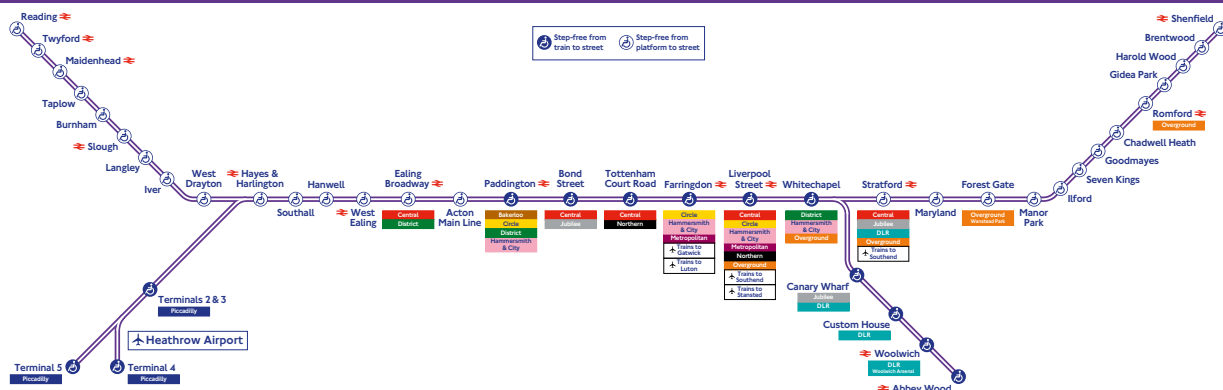 Reading
Twyford
Maidenhead
Taplow
Burnham
Slough
Langley
Iver
West
Drayton
Hayes &
Harlington
Southall
Hanwell
West
Ealing
Ealing
Broadway
Central
District
Acton
Main Line
Paddington
Bakerloo
Circle
District
Hammersmith
& City
Bond
Street
Central
Jubilee
Tottenham
Court Road
Central
Northern
Farringdon
Circle
Hammersmith
& City
Metropolitan
Trains to
Gatwick
Trains to
Luton
Liverpool
Street
Central
Circle
Hammersmith
& City
Metropolitan
Northern
Overground
Trains to
Southend
Trains to
Stansted
Whitechapel
District
Hammersmith
& City
Overground
Stratford
Central
Jubilee
DLR
Overground
Trains to
Southend
Maryland
Forest Gate
Overground
Wanstead Park
Manor
Park
Ilford
Seven Kings
Goodmayes
Chadwell Heath
Romford
Overground
Gidea Park
Harold Wood
Brentwood
Shenfield
Step-free from
train to street
Step-free from
platform to street
Canary Wharf
Jubilee
DLR
Custom House
DLR
Woolwich
DLR
Woolwich Arsenal
Abbey Wood
Terminals 2 & 3
Piccadilly
Heathrow Airport
Terminal 5
Piccadilly
Terminal 4
Piccadilly